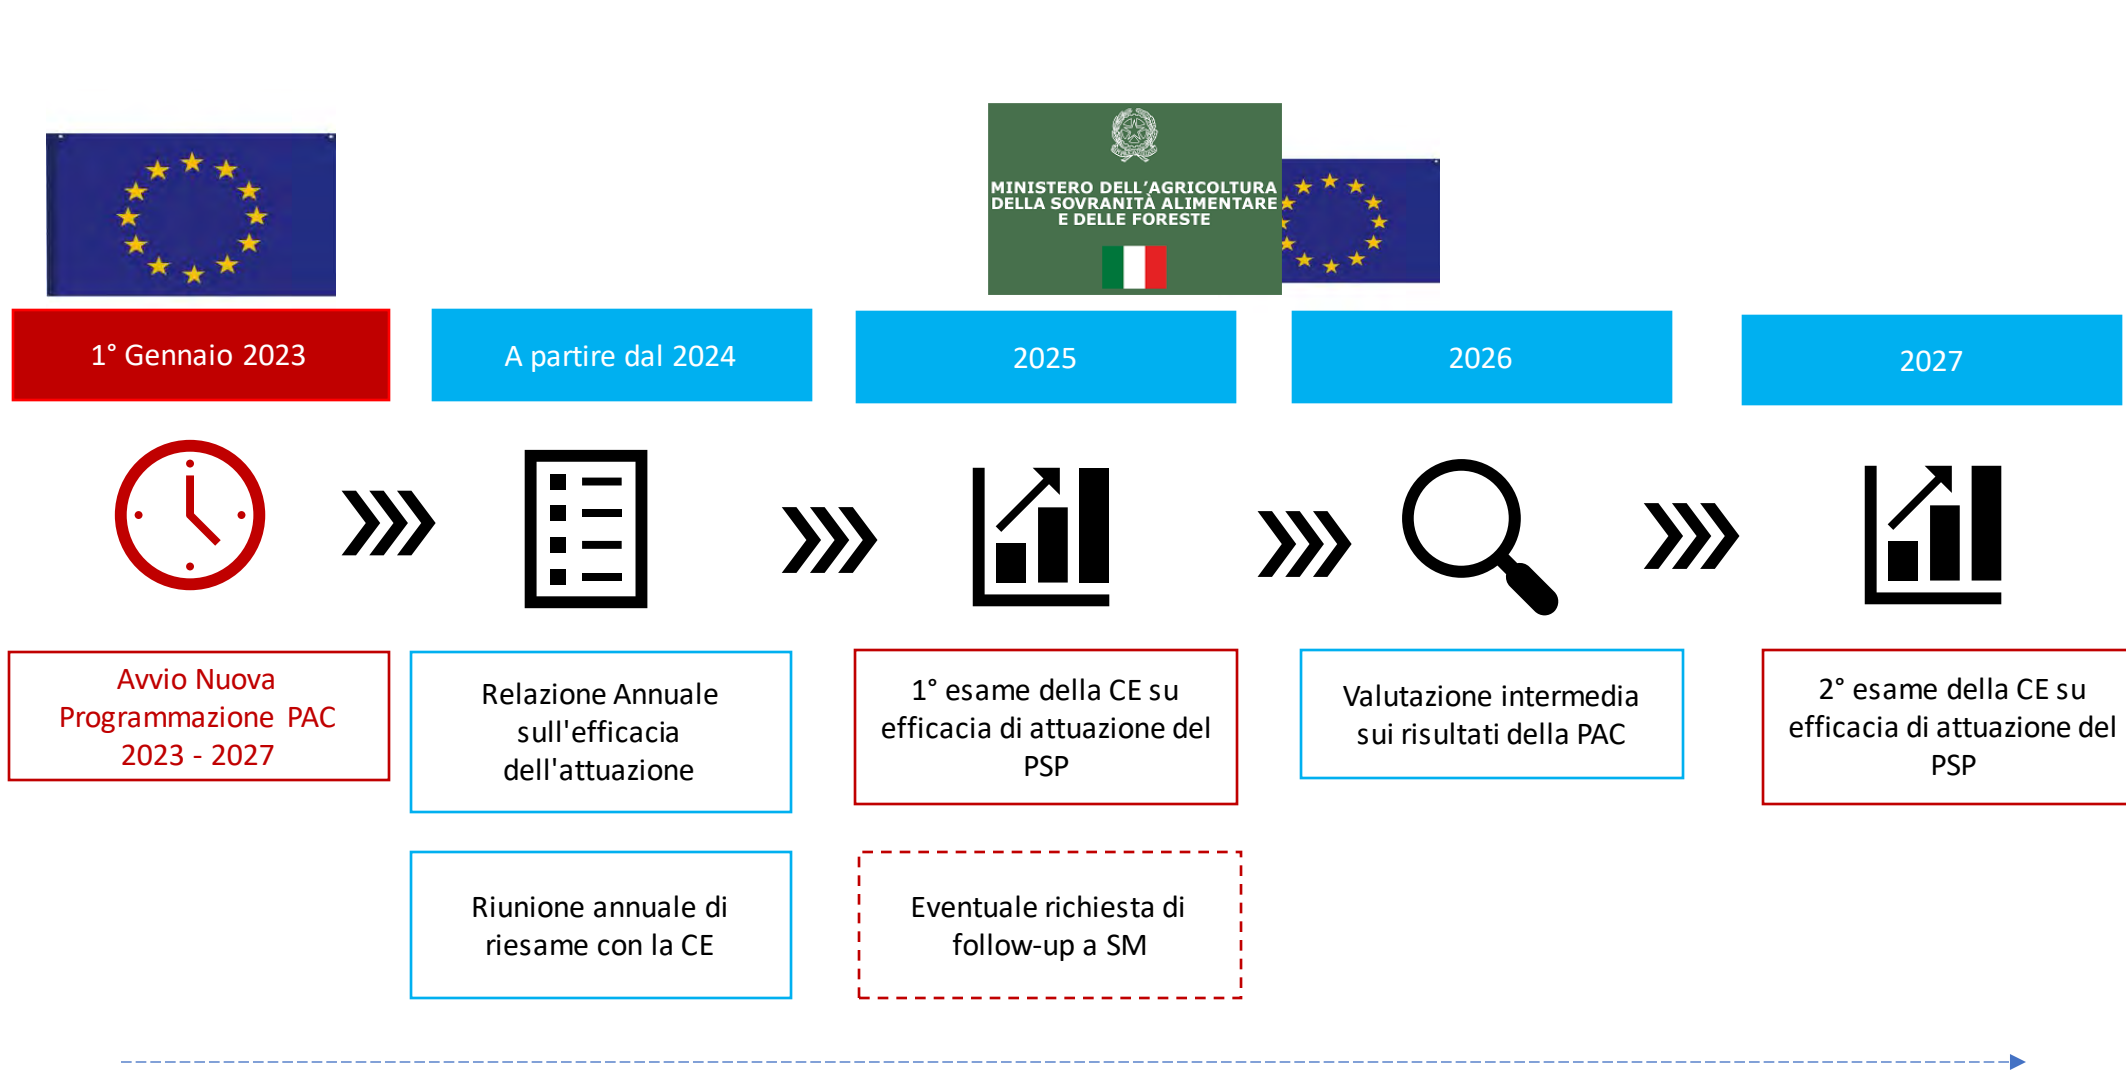 MINISTERO DELL'AGRICOLTURA
DELLA SOVRANITÀ ALIMENTARE
E DELLE FORESTE
1° Gennaio 2023
A partire dal 2024
2025
2026
2027
Avvio Nuova
Programmazione PAC
2023 - 2027
Relazione Annuale
sull'efficacia
dell'attuazione
1° esame della CE su
efficacia di attuazione del
PSP
Valutazione intermedia
sui risultati della PAC
2° esame della CE su
efficacia di attuazione del
PSP
Riunione annuale di
riesame con la CE
Eventuale richiesta di
follow-up a SM